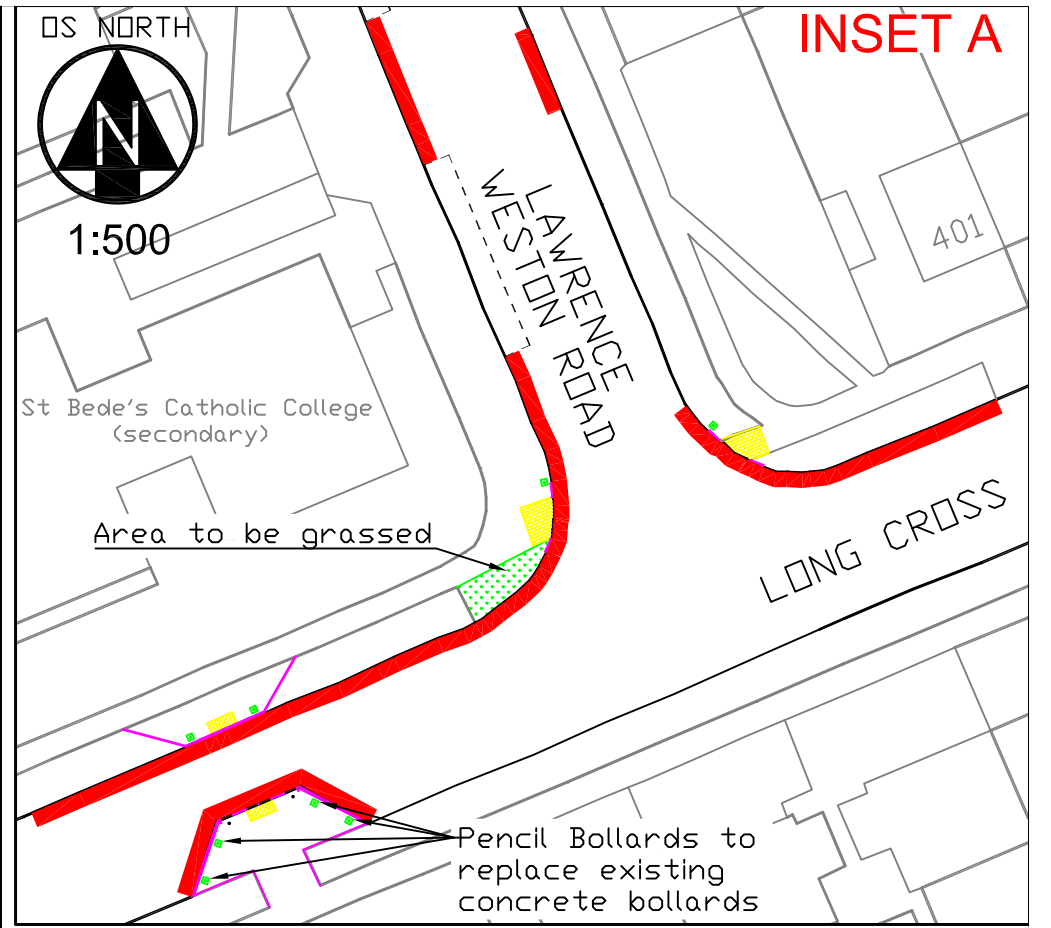 OS NORTH
INSET A
N
1:500
LAWRENCE
WESTON ROAD
401
St Bede's Catholic College
(secondary)
Area to be grassed
LONG CROSS
Pencil Bollards to
replace existing
concrete bollards